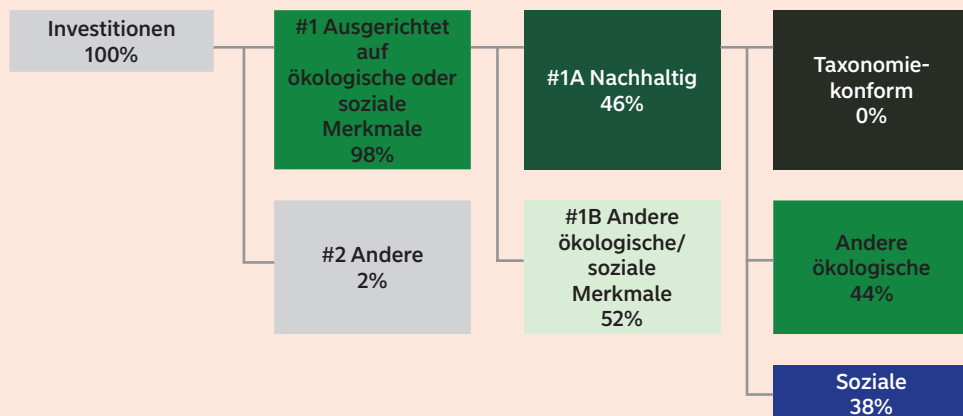 Investitionen
100%
#1 Ausgerichtet
auf
ökologische oder
soziale
Merkmale
98%
#1A Nachhaltig
46%
Taxonomie-
konform
0%
#2 Andere
2%
#1B Andere
ökologische/
soziale
Merkmale
52%
Andere
ökologische
44%
Soziale
38%